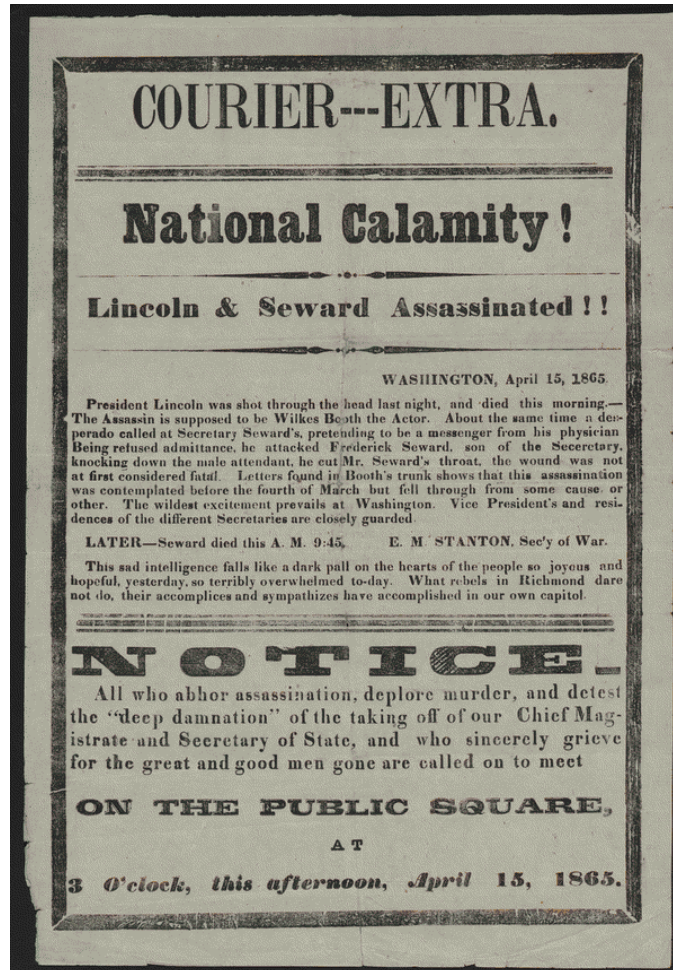 COURIER---EXTRA.
National Calamity!
Lincoln & Seward Assassinated!!
WASHINGTON, April 15, 1865
President Lincoln was shot through the head last night, and died this morning.—
The Assassin is supposed to be Wilkes Booth the Actor. About the same time a des-
perado called at Secretary Seward's, pretending to be a messenger from his physician
Being refused admittance, he attacked Frederick Seward, son of the Seceretary,
knocking down the male attendant, he cut Mr. Seward's throat, the wound was not
at first considered fatal. Letters found in Booth's trunk shows that this assassination
was contemplated before the fourth of March but fell through from some cause or
other. The wildest excitement prevails at Washington. Vice President's and resi-
dences of the different Secretaries are closely guarded
LATER—Seward died this A. M. 9:45. E. M STANTON, Sec'y of War.
This sad intelligence falls like a dark pall on the hearts of the people so joyous and
hopeful, yesterday, so terribly overwhelmed to-day. What rebels in Richmond dare
not do, their accomplices and sympathizes have accomplished in our own capitol.
NOTICE.
All who abhor assassination, deplore murder, and detest
the "deep damnation" of the taking off of our Chief Mag-
istrate and Secretary of State, and who sincerely grieve
for the great and good men gone are called on to meet
ON THE PUBLIC SQUARE,
AT
3 O'clock, this afternoon, April 15, 1865.